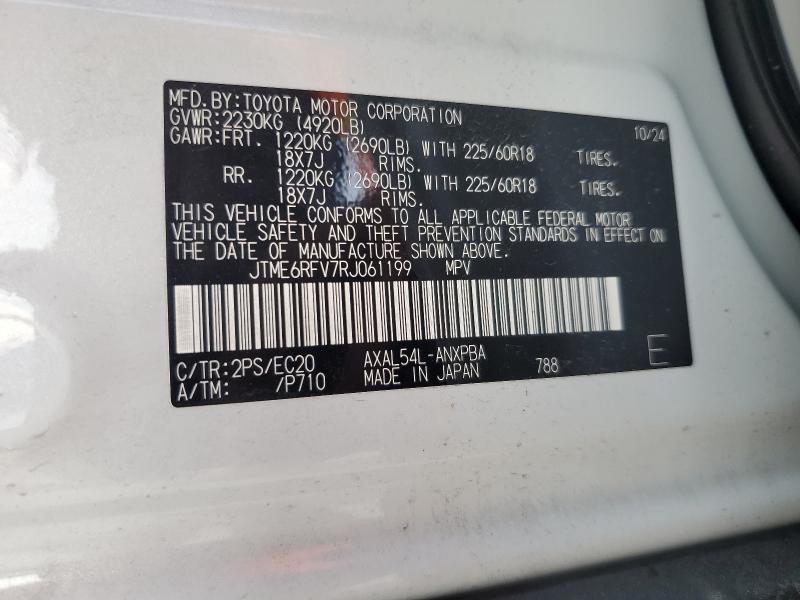 MFD.BY:TOYOTA MOTOR CORPORATION 10/24
GVWR:2230KG (4920LB)
GAWR:FRT. 1220KG (2690LB) WITH 225/60R18 TIRES.
18X7J RIMS.
RR. 1220KG (2690LB) WITH 225/60R18 TIRES.
18X7J RIMS.
THIS VEHICLE CONFORMS TO ALL APPLICABLE FEDERAL MOTOR
VEHICLE SAFETY AND THEFT PREVENTION STANDARDS IN EFFECT ON
THE DATE OF MANUFACTURE SHOWN ABOVE.
JTME6RFV7RJ061199 MPV
C/TR:2PS/EC20 AXAL54L-ANXPBA 788 E
A/TM: /P710 MADE IN JAPAN